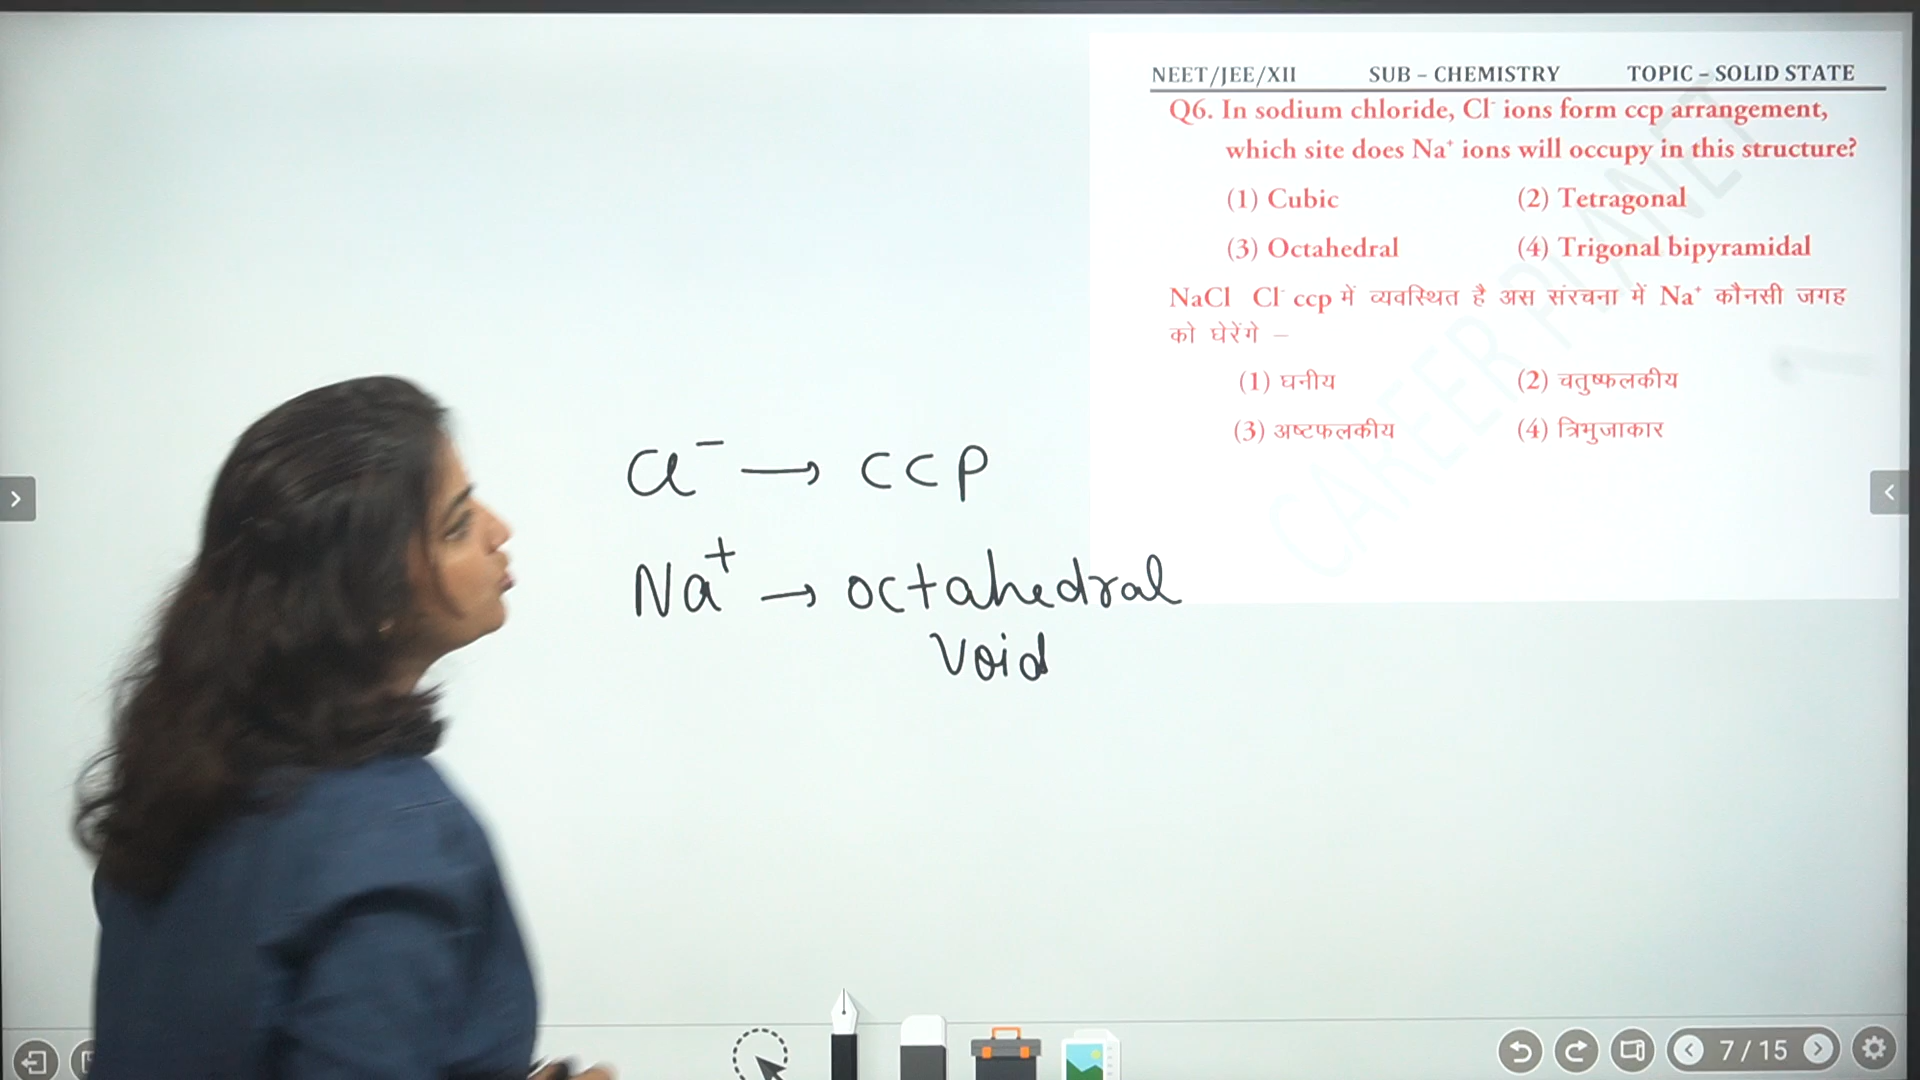 NEET/JEE/XII SUB – CHEMISTRY TOPIC – SOLID STATE
Q6. In sodium chloride, Cl⁻ ions form ccp arrangement,
which site does Na⁺ ions will occupy in this structure?
(1) Cubic (2) Tetragonal
(3) Octahedral (4) Trigonal bipyramidal
NaCl Cl⁻ ccp में व्यवस्थित है अस संरचना में Na⁺ कौनसी जगह
को घेरेंगे –
(1) घनीय (2) चतुष्फलकीय
(3) अष्टफलकीय (4) त्रिभुजाकार
CAREER PLANET
Cl⁻ → ccp
Na⁺ → octahedral
Void
7 / 15